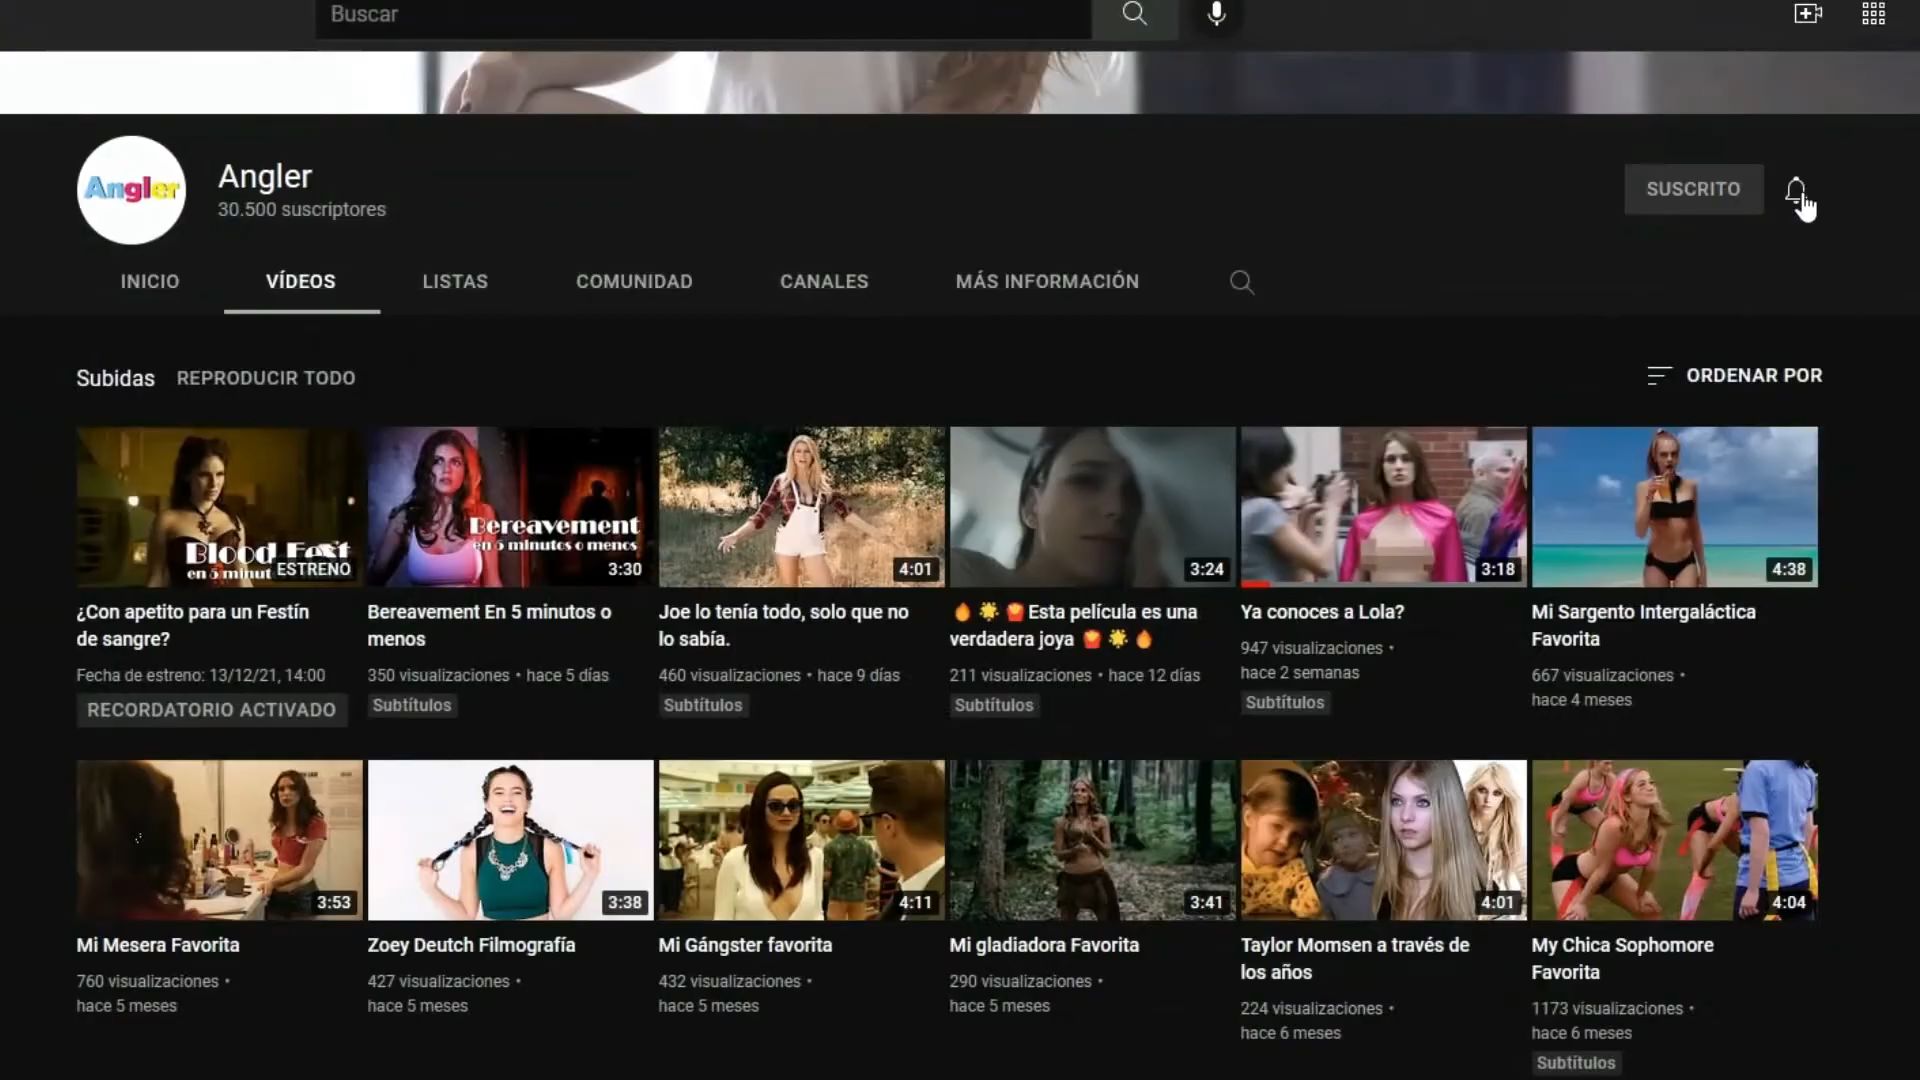 Buscar
Angler
Angler
30.500 suscriptores
SUSCRITO
INICIO
VÍDEOS
LISTAS
COMUNIDAD
CANALES
MÁS INFORMACIÓN
Subidas
REPRODUCIR TODO
ORDENAR POR
Blood Fest
en 5 minut
ESTRENO
Bereavement
en 5 minutos o menos
3:30
4:01
3:24
3:18
4:38
¿Con apetito para un Festín
de sangre?
Fecha de estreno: 13/12/21, 14:00
RECORDATORIO ACTIVADO
Bereavement En 5 minutos o
menos
350 visualizaciones • hace 5 días
Subtítulos
Joe lo tenía todo, solo que no
lo sabía.
460 visualizaciones • hace 9 días
Subtítulos
🔥 🌟 🍟 Esta película es una
verdadera joya 🍟 🌟 🔥
211 visualizaciones • hace 12 días
Subtítulos
Ya conoces a Lola?
947 visualizaciones •
hace 2 semanas
Subtítulos
Mi Sargento Intergaláctica
Favorita
667 visualizaciones •
hace 4 meses
3:53
3:38
4:11
3:41
4:01
4:04
Mi Mesera Favorita
760 visualizaciones •
hace 5 meses
Zoey Deutch Filmografía
427 visualizaciones •
hace 5 meses
Mi Gángster favorita
432 visualizaciones •
hace 5 meses
Mi gladiadora Favorita
290 visualizaciones •
hace 5 meses
Taylor Momsen a través de
los años
224 visualizaciones •
hace 6 meses
My Chica Sophomore
Favorita
1173 visualizaciones •
hace 6 meses
Subtítulos